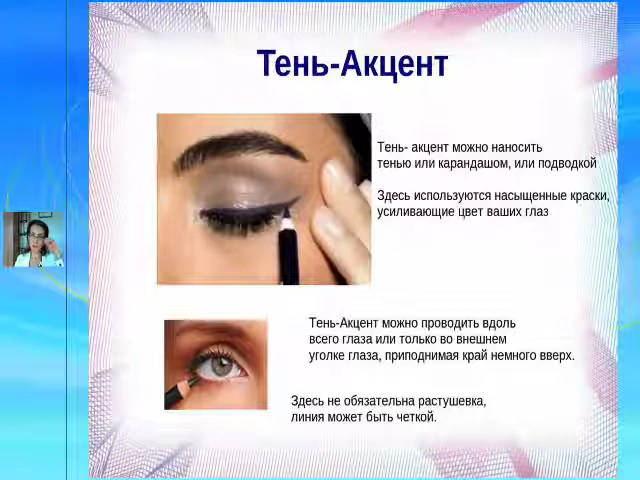 Тень-Акцент
Тень- акцент можно наносить
тенью или карандашом, или подводкой
Здесь используются насыщенные краски,
усиливающие цвет ваших глаз
Тень-Акцент можно проводить вдоль
всего глаза или только во внешнем
уголке глаза, приподнимая край немного вверх.
Здесь не обязательна растушевка,
линия может быть четкой.